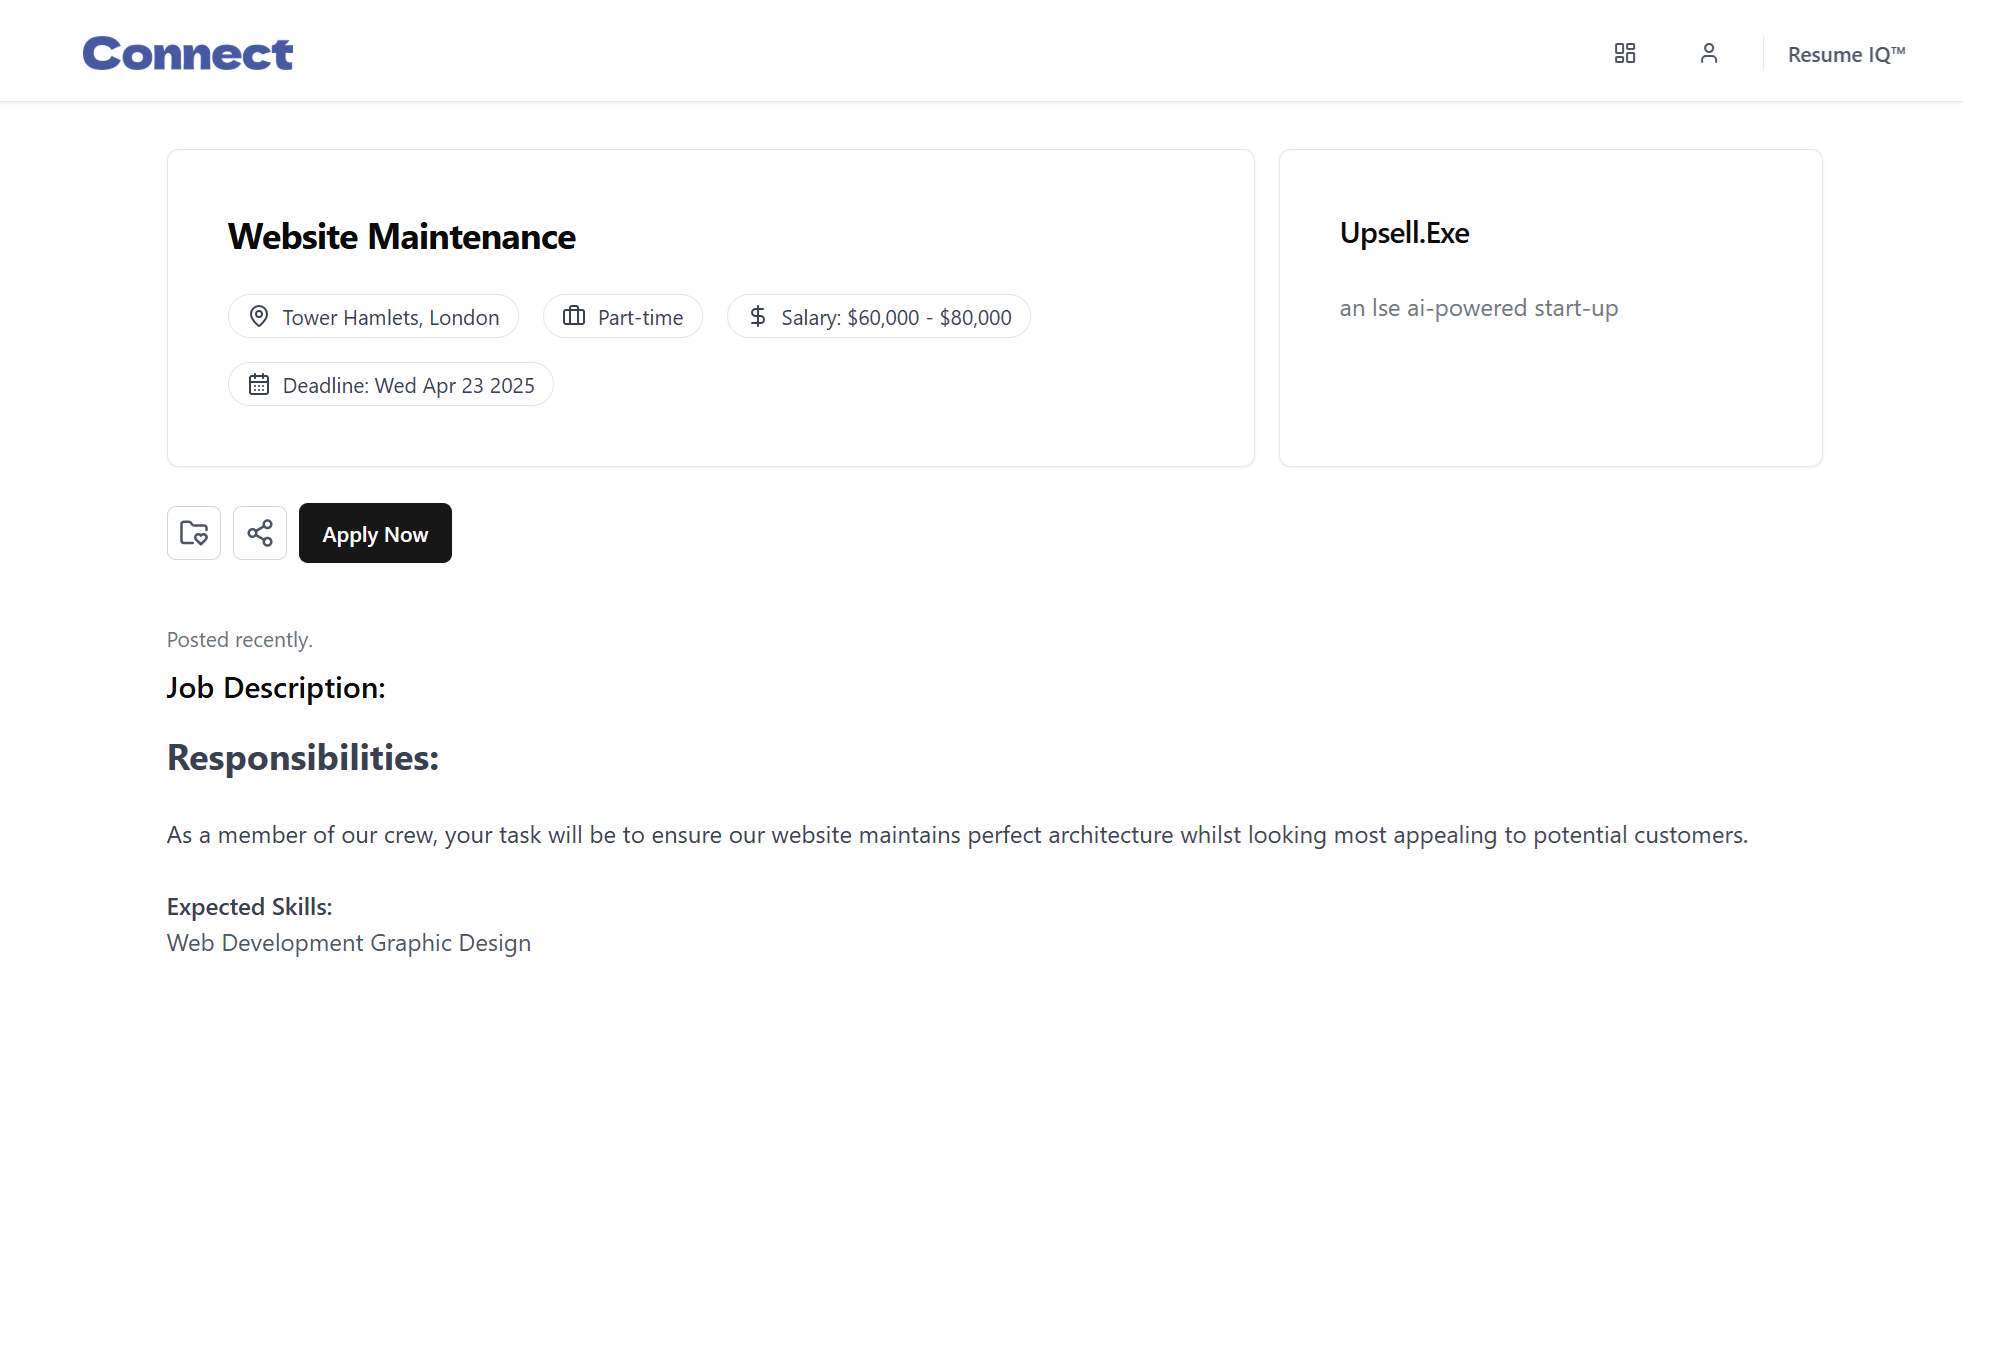 Connect
Resume IQ™
Website Maintenance
Tower Hamlets, London
Part-time
Salary: $60,000 - $80,000
Deadline: Wed Apr 23 2025
Upsell.Exe
an lse ai-powered start-up
Apply Now
Posted recently.
Job Description:
Responsibilities:
As a member of our crew, your task will be to ensure our website maintains perfect architecture whilst looking most appealing to potential customers.
Expected Skills:
Web Development Graphic Design